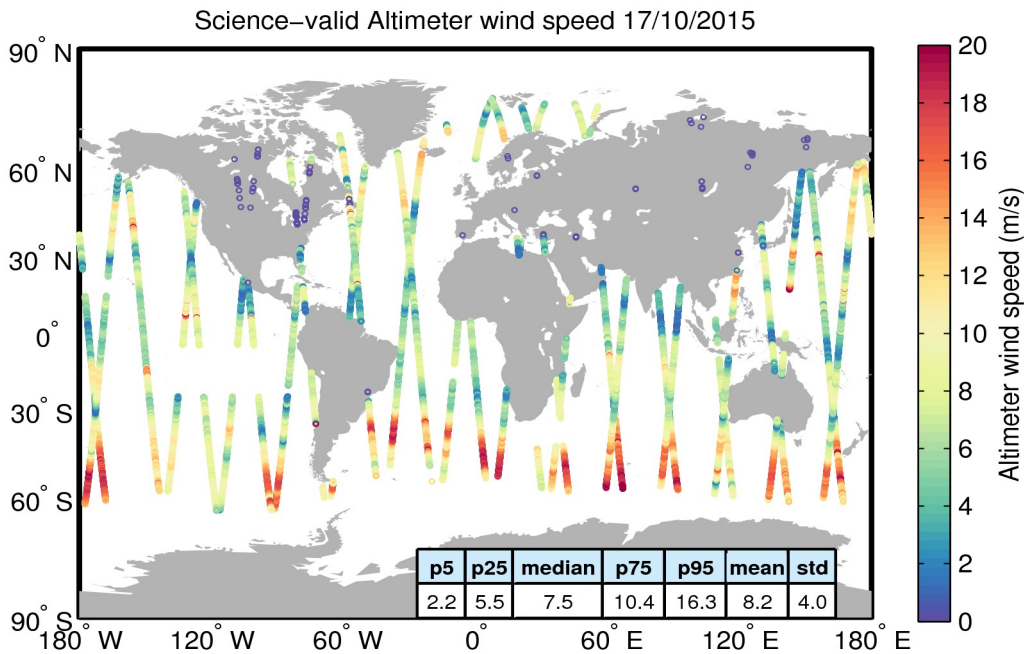 Science−valid Altimeter wind speed 17/10/2015
90° N
60° N
30° N
0°
30° S
60° S
90° S
180° W
120° W
60° W
0°
60° E
120° E
180° E
p5 p25 median p75 p95 mean std
2.2 5.5 7.5 10.4 16.3 8.2 4.0
20
18
16
14
12
10
8
6
4
2
0
Altimeter wind speed (m/s)